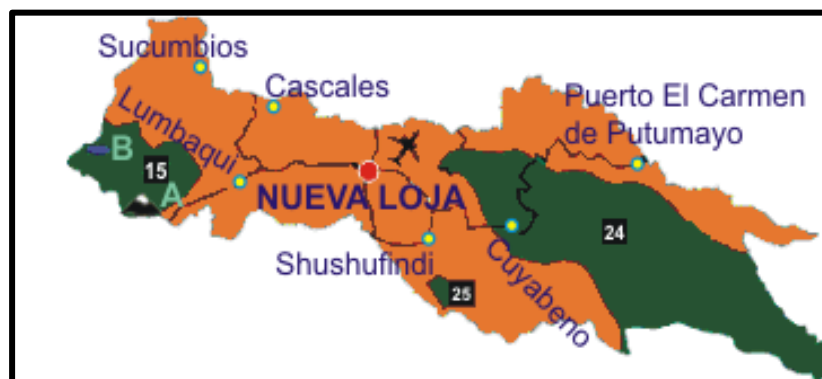 Sucumbios
Cascales
Puerto El Carmen
de Putumayo
Lumbaqui
B
15
A
NUEVA LOJA
24
Shushufindi
Cuyabeno
25